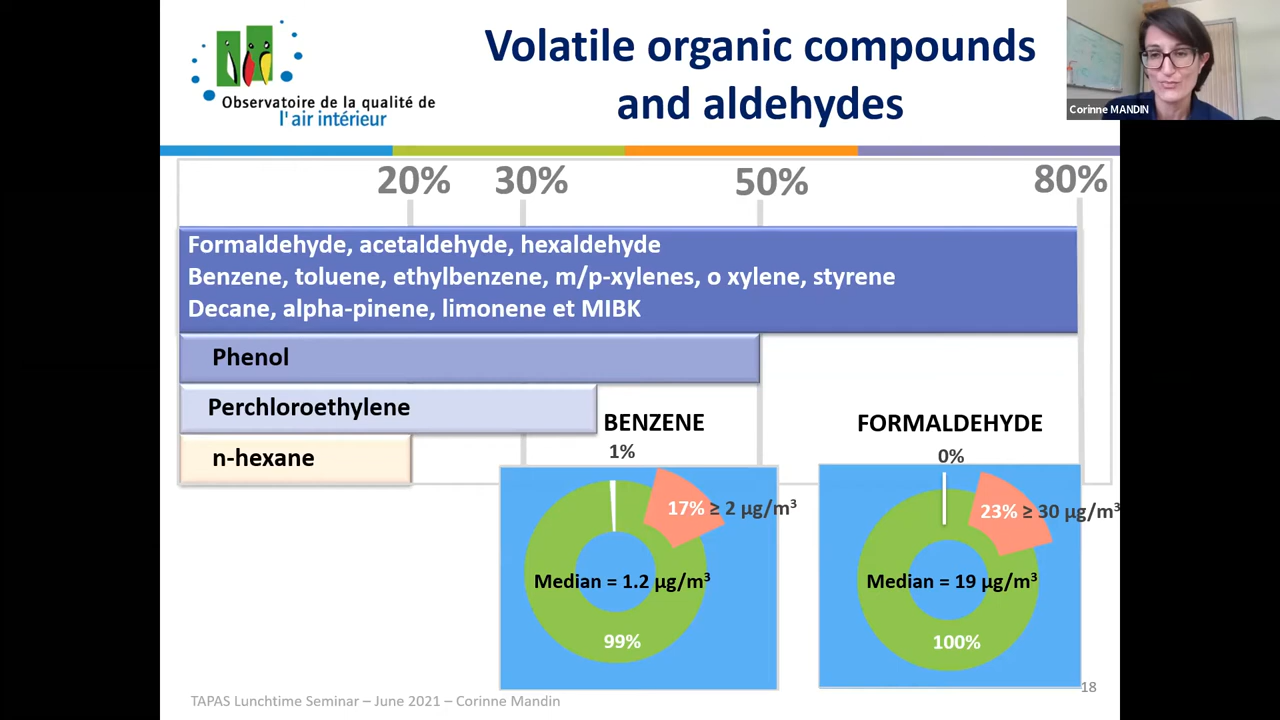 Volatile organic compounds
and aldehydes
Observatoire de la qualité de
l'air intérieur
Corinne MANDIN
20% 30% 50% 80%
Formaldehyde, acetaldehyde, hexaldehyde
Benzene, toluene, ethylbenzene, m/p-xylenes, o xylene, styrene
Decane, alpha-pinene, limonene et MIBK
Phenol
Perchloroethylene
n-hexane
BENZENE
1%
17% ≥ 2 µg/m³
Median = 1.2 µg/m³
99%
FORMALDEHYDE
0%
23% ≥ 30 µg/m³
Median = 19 µg/m³
100%
TAPAS Lunchtime Seminar – June 2021 – Corinne Mandin
18